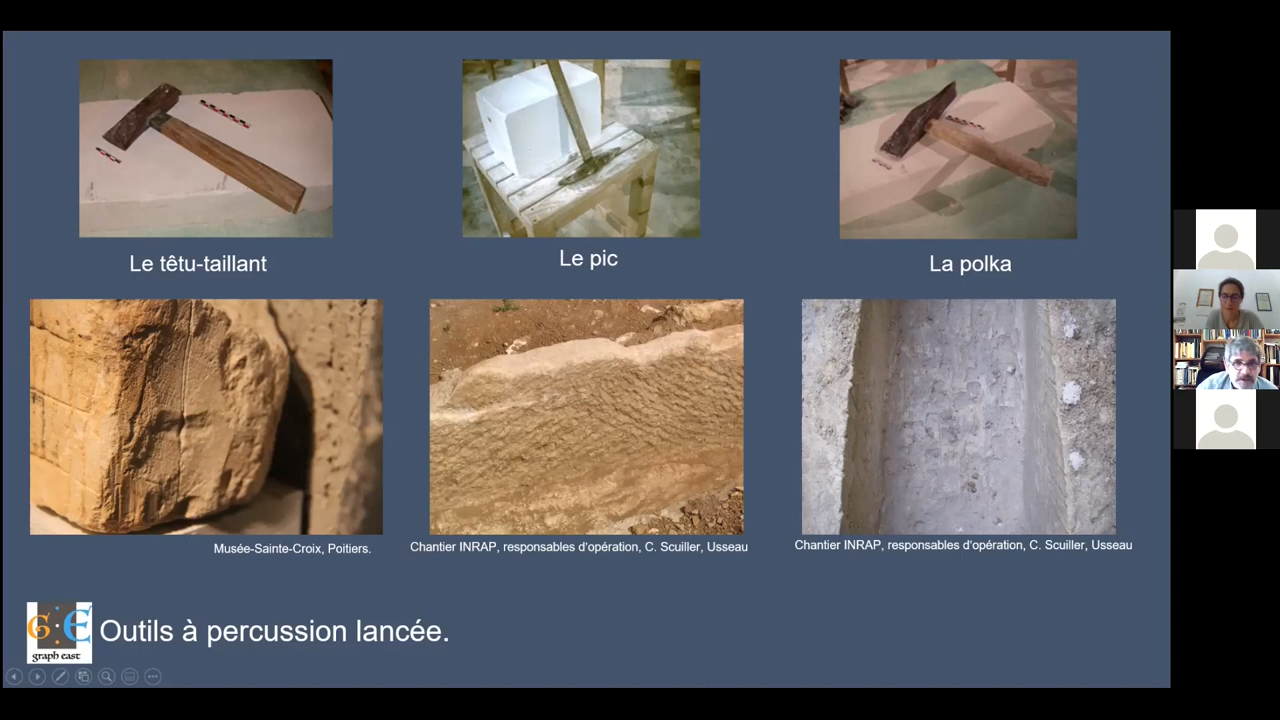 Le têtu-taillant
Le pic
La polka
Musée-Sainte-Croix, Poitiers.
Chantier INRAP, responsables d'opération, C. Scuiller, Usseau
Chantier INRAP, responsables d'opération, C. Scuiller, Usseau
G E
graph east
Outils à percussion lancée.